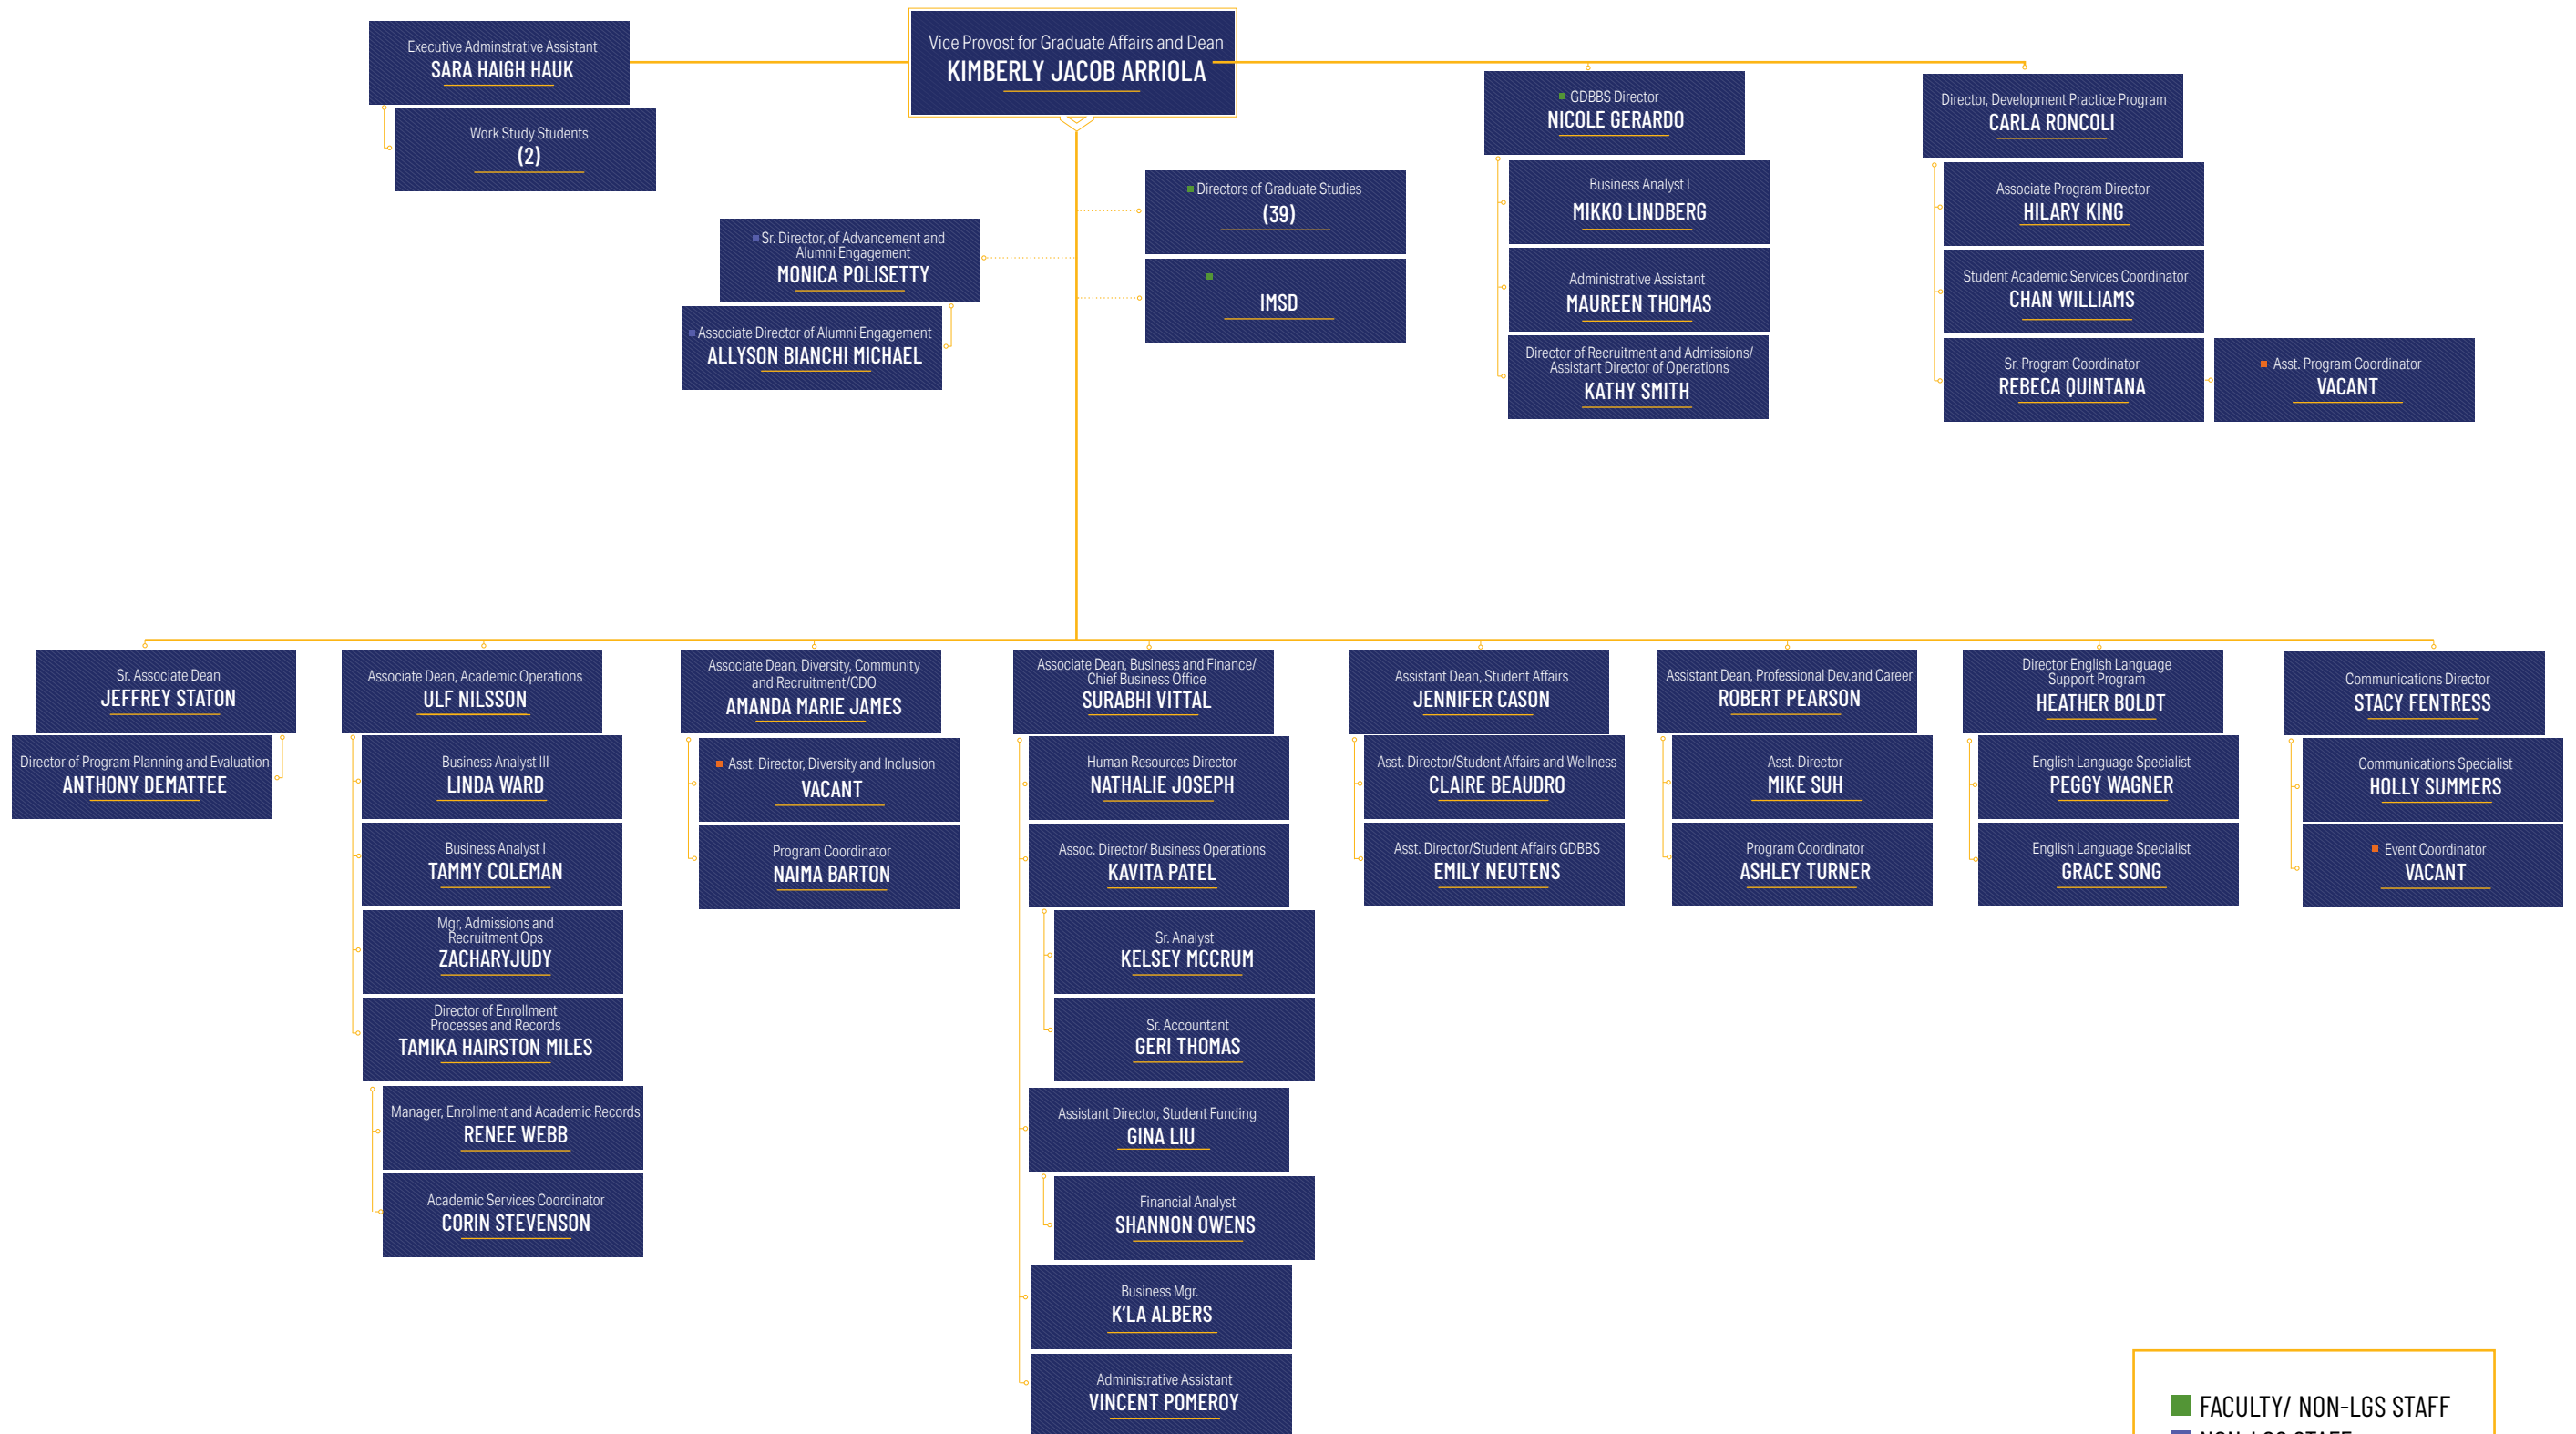 Executive Adminstrative Assistant
SARA HAIGH HAUK
Work Study Students
(2)
Vice Provost for Graduate Affairs and Dean
KIMBERLY JACOB ARRIOLA
Sr. Director, of Advancement and
Alumni Engagement
MONICA POLISETTY
Associate Director of Alumni Engagement
ALLYSON BIANCHI MICHAEL
Directors of Graduate Studies
(39)
IMSD
GDBBS Director
NICOLE GERARDO
Business Analyst I
MIKKO LINDBERG
Administrative Assistant
MAUREEN THOMAS
Director of Recruitment and Admissions/
Assistant Director of Operations
KATHY SMITH
Director, Development Practice Program
CARLA RONCOLI
Associate Program Director
HILARY KING
Student Academic Services Coordinator
CHAN WILLIAMS
Sr. Program Coordinator
REBECA QUINTANA
Asst. Program Coordinator
VACANT
Sr. Associate Dean
JEFFREY STATON
Director of Program Planning and Evaluation
ANTHONY DEMATTEE
Associate Dean, Academic Operations
ULF NILSSON
Business Analyst III
LINDA WARD
Business Analyst I
TAMMY COLEMAN
Mgr, Admissions and
Recruitment Ops
ZACHARYJUDY
Director of Enrollment
Processes and Records
TAMIKA HAIRSTON MILES
Manager, Enrollment and Academic Records
RENEE WEBB
Academic Services Coordinator
CORIN STEVENSON
Associate Dean, Diversity, Community
and Recruitment/CDO
AMANDA MARIE JAMES
Asst. Director, Diversity and Inclusion
VACANT
Program Coordinator
NAIMA BARTON
Associate Dean, Business and Finance/
Chief Business Office
SURABHI VITTAL
Human Resources Director
NATHALIE JOSEPH
Assoc. Director/ Business Operations
KAVITA PATEL
Sr. Analyst
KELSEY MCCRUM
Sr. Accountant
GERI THOMAS
Assistant Director, Student Funding
GINA LIU
Financial Analyst
SHANNON OWENS
Business Mgr.
K'LA ALBERS
Administrative Assistant
VINCENT POMEROY
Assistant Dean, Student Affairs
JENNIFER CASON
Asst. Director/Student Affairs and Wellness
CLAIRE BEAUDRO
Asst. Director/Student Affairs GDBBS
EMILY NEUTENS
Assistant Dean, Professional Dev.and Career
ROBERT PEARSON
Asst. Director
MIKE SUH
Program Coordinator
ASHLEY TURNER
Director English Language
Support Program
HEATHER BOLDT
English Language Specialist
PEGGY WAGNER
English Language Specialist
GRACE SONG
Communications Director
STACY FENTRESS
Communications Specialist
HOLLY SUMMERS
Event Coordinator
VACANT
FACULTY/ NON-LGS STAFF
NON-LGS STAFF